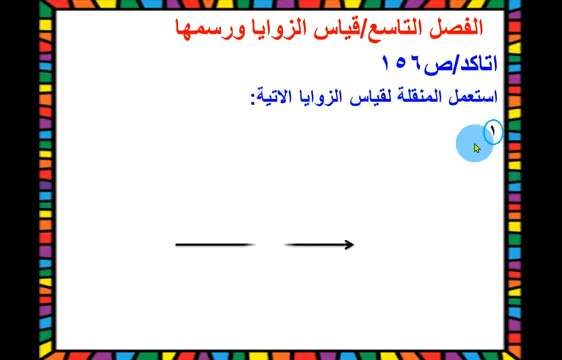 الفصل التاسع/قياس الزوايا ورسمها
اتاكد/ص١٥٦
استعمل المنقلة لقياس الزوايا الاتية:
١